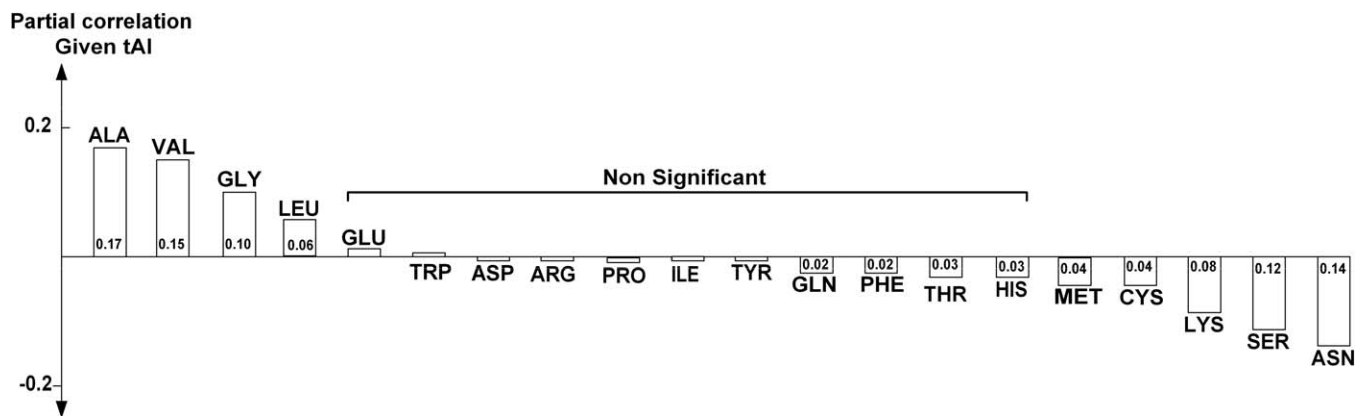 Partial correlation
Given tAI
0.2
ALA
VAL
GLY
LEU
Non Significant
GLU
0.17
0.15
0.10
0.06
TRP
ASP
ARG
PRO
ILE
TYR
0.02
GLN
0.02
PHE
0.03
THR
0.03
HIS
0.04
MET
0.04
CYS
0.08
LYS
0.12
SER
0.14
ASN
-0.2